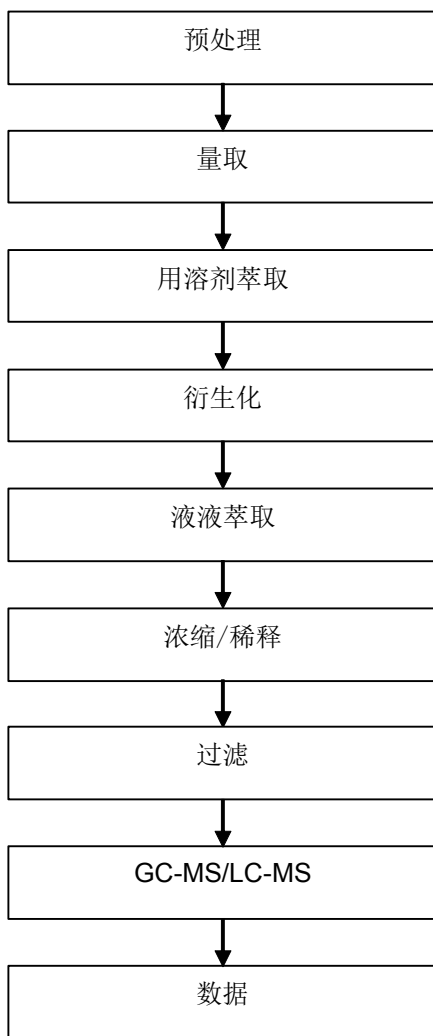 预处理
量取
用溶剂萃取
衍生化
液液萃取
浓缩/稀释
过滤
GC-MS/LC-MS
数据